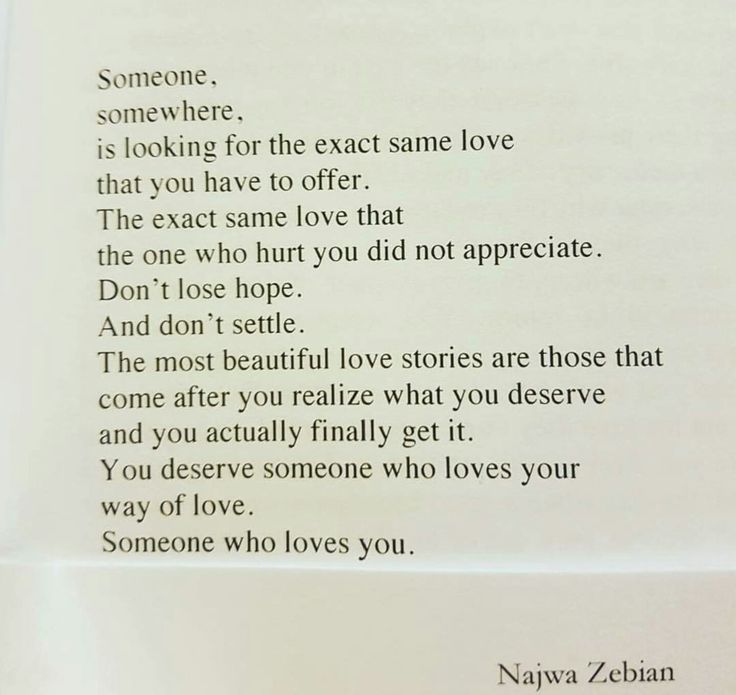 Someone,
somewhere,
is looking for the exact same love
that you have to offer.
The exact same love that
the one who hurt you did not appreciate.
Don't lose hope.
And don't settle.
The most beautiful love stories are those that
come after you realize what you deserve
and you actually finally get it.
You deserve someone who loves your
way of love.
Someone who loves you.
Najwa Zebian